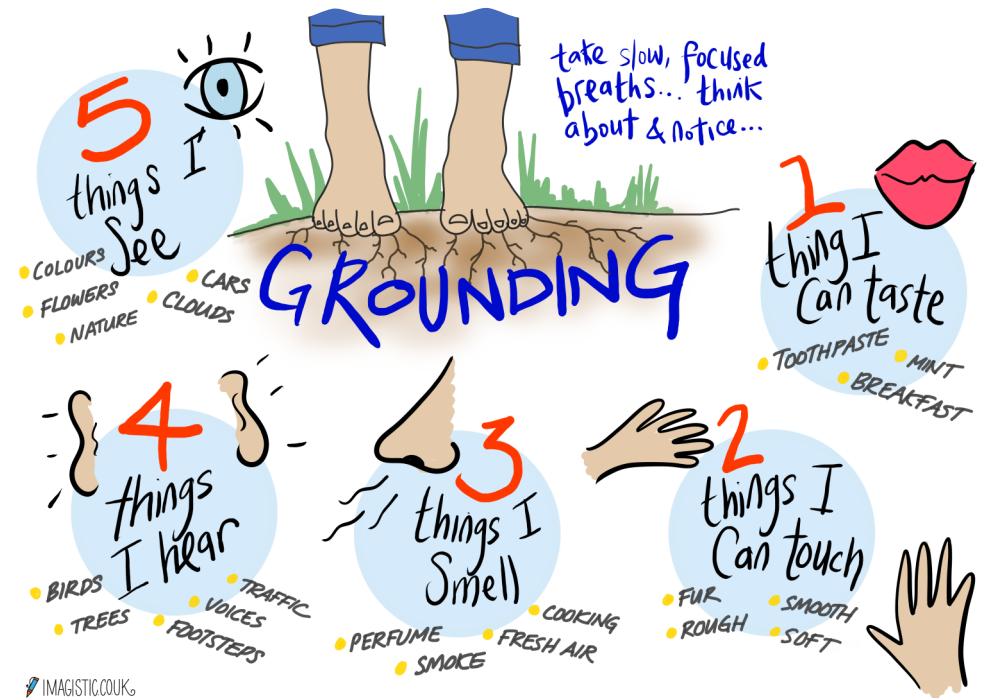 take slow, focused
breaths... think
about & notice...
GROUNDING
5
things I
See
COLOURS
CARS
FLOWERS
CLOUDS
NATURE
4
things
I hear
BIRDS
TRAFFIC
TREES
VOICES
FOOTSTEPS
3
things I
Smell
COOKING
PERFUME
FRESH AIR
SMOKE
2
things I
Can touch
FUR
SMOOTH
ROUGH
SOFT
1
thing I
Can taste
TOOTHPASTE
MINT
BREAKFAST
IMAGISTIC.CO.UK